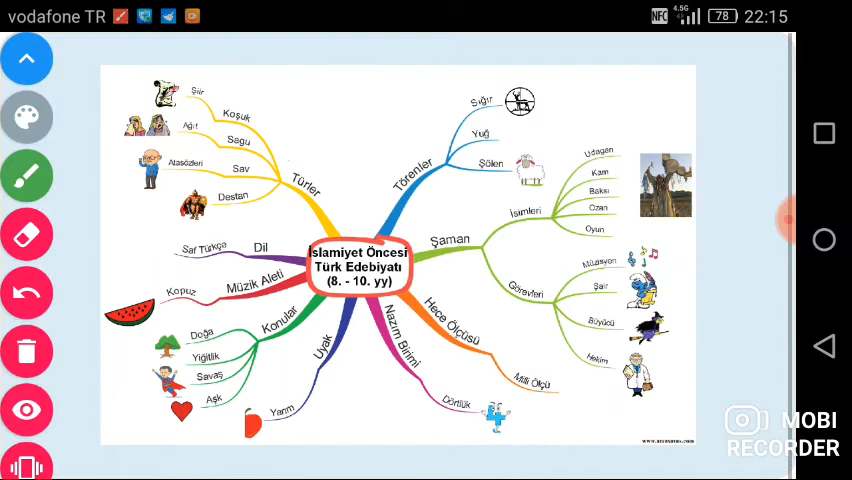 vodafone TR
NFC
4.5G
78
22:15
Şiir
Koşuk
Ağıt
Sagu
Atasözleri
Sav
Destan
Türler
Sığır
Yuğ
Şölen
Törenler
Udagan
Kam
Baksı
Ozan
Oyun
İsimleri
Şaman
Görevleri
Müzisyen
Şair
Büyücü
Hekim
İslamiyet Öncesi
Türk Edebiyatı
(8. - 10. yy)
Saf Türkçe
Dil
Kopuz
Müzik Aleti
Doğa
Yiğitlik
Savaş
Aşk
Konular
Yarım
Uyak
Nazım Birimi
Dörtlük
Hece Ölçüsü
Milli Ölçü
MOBI
RECORDER